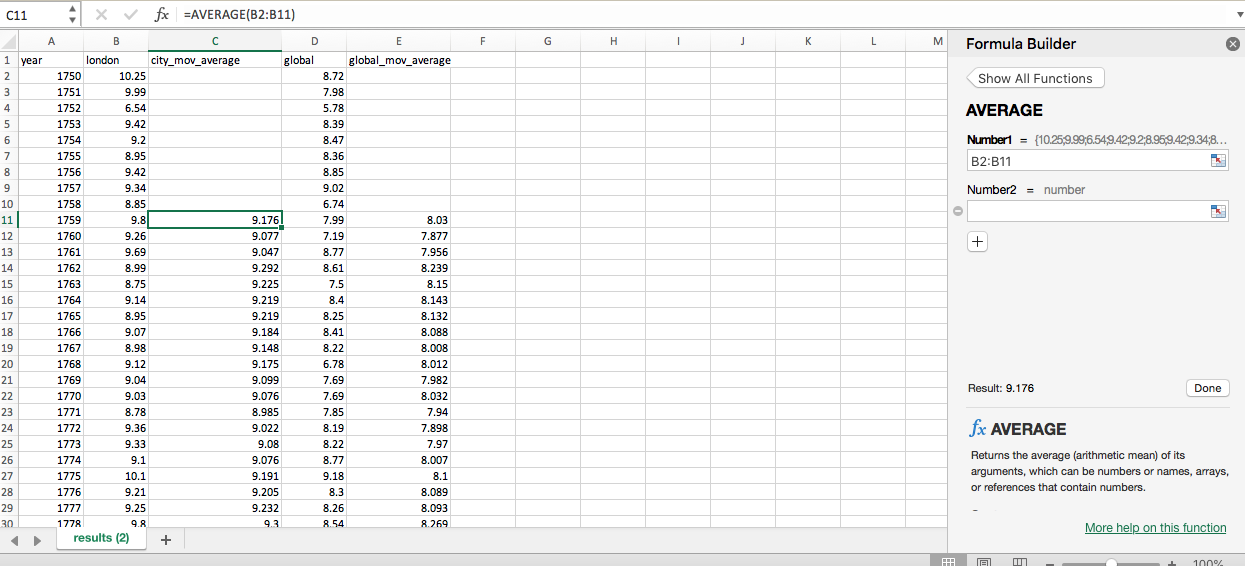 C11 fx =AVERAGE(B2:B11)
A B C D E F G H I J K L M
1 year london city_mov_average global global_mov_average
2 1750 10.25 8.72
3 1751 9.99 7.98
4 1752 6.54 5.78
5 1753 9.42 8.39
6 1754 9.2 8.47
7 1755 8.95 8.36
8 1756 9.42 8.85
9 1757 9.34 9.02
10 1758 8.85 6.74
11 1759 9.8 9.176 7.99 8.03
12 1760 9.26 9.077 7.19 7.877
13 1761 9.69 9.047 8.77 7.956
14 1762 8.99 9.292 8.61 8.239
15 1763 8.75 9.225 7.5 8.15
16 1764 9.14 9.219 8.4 8.143
17 1765 8.95 9.219 8.25 8.132
18 1766 9.07 9.184 8.41 8.088
19 1767 8.98 9.148 8.22 8.008
20 1768 9.12 9.175 6.78 8.012
21 1769 9.04 9.099 7.69 7.982
22 1770 9.03 9.076 7.69 8.032
23 1771 8.78 8.985 7.85 7.94
24 1772 9.36 9.022 8.19 7.898
25 1773 9.33 9.08 8.22 7.97
26 1774 9.1 9.076 8.77 8.007
27 1775 10.1 9.191 9.18 8.1
28 1776 9.21 9.205 8.3 8.089
29 1777 9.25 9.232 8.26 8.093
30 1778 9.8 9.3 8.54 8.269
results (2) +
Formula Builder
Show All Functions
AVERAGE
Number1 = {10.25;9.99;6.54;9.42;9.2;8.95;9.42;9.34;8...
B2:B11
Number2 = number
+
Result: 9.176 Done
fx AVERAGE
Returns the average (arithmetic mean) of its
arguments, which can be numbers or names, arrays,
or references that contain numbers.
More help on this function
100%